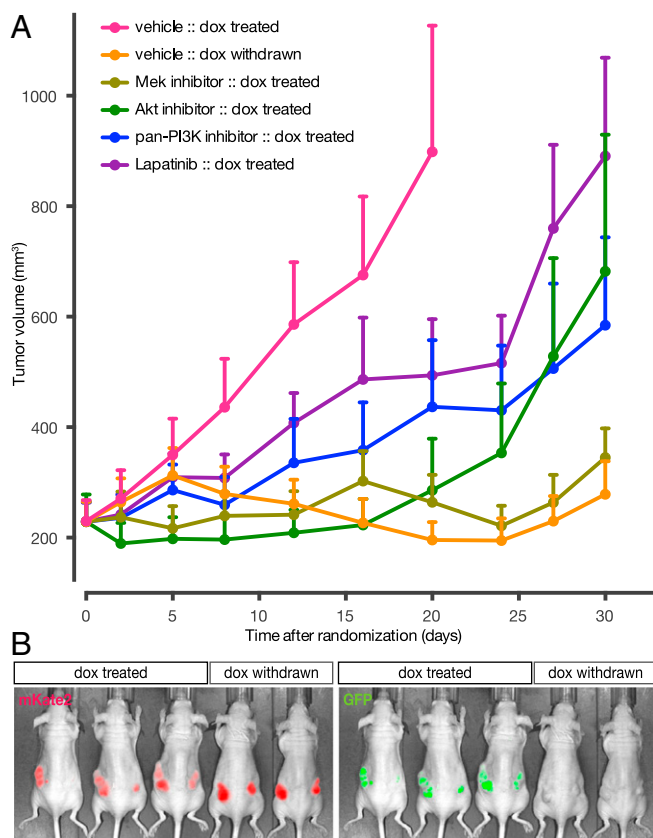 A
vehicle :: dox treated
vehicle :: dox withdrawn
Mek inhibitor :: dox treated
Akt inhibitor :: dox treated
pan-PI3K inhibitor :: dox treated
Lapatinib :: dox treated
Tumor volume (mm³)
1000
800
600
400
200
0 5 10 15 20 25 30
Time after randomization (days)
B
dox treated dox withdrawn dox treated dox withdrawn
mKate2 GFP